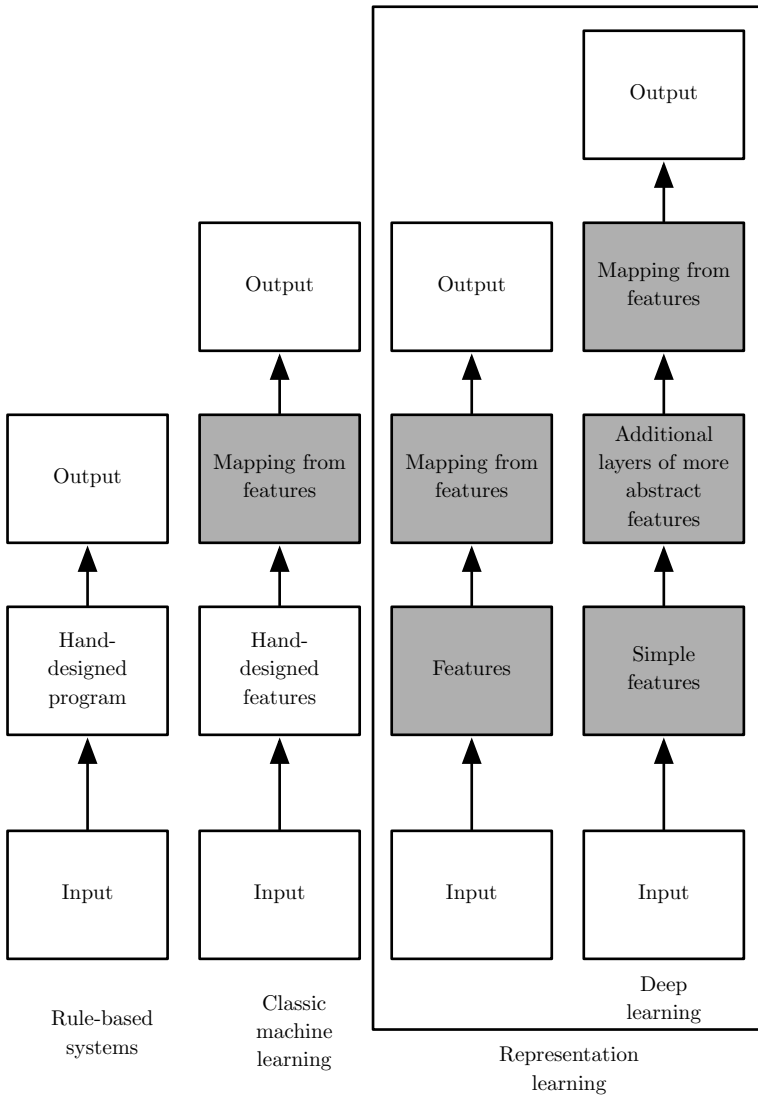 Output
Mapping from
features
Additional
layers of more
abstract
features
Simple
features
Input
Deep
learning
Output
Mapping from
features
Features
Input
Representation
learning
Output
Mapping from
features
Hand-
designed
features
Input
Classic
machine
learning
Output
Hand-
designed
program
Input
Rule-based
systems